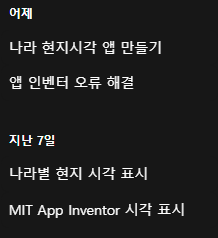 어제
나라 현지시각 앱 만들기
앱 인벤터 오류 해결
지난 7일
나라별 현지 시각 표시
MIT App Inventor 시각 표시